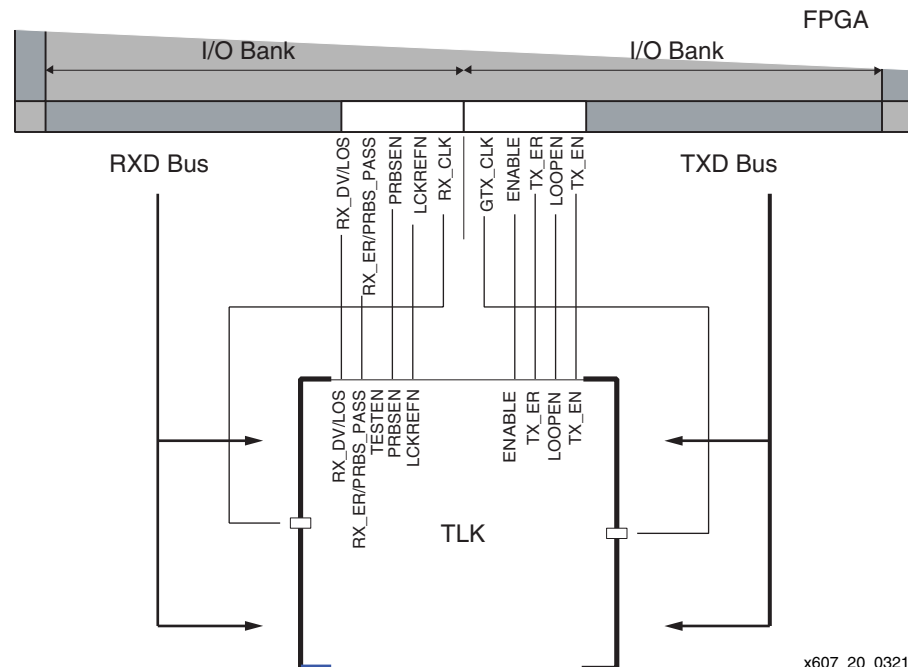 FPGA
I/O Bank
I/O Bank
RXD Bus
TXD Bus
RX_DV/LOS
RX_ER/PRBS_PASS
PRBSEN
LCKREFN
RX_CLK
GTX_CLK
ENABLE
TX_ER
LOOPEN
TX_EN
RX_DV/LOS
RX_ER/PRBS_PASS
TESTEN
PRBSEN
LCKREFN
ENABLE
TX_ER
LOOPEN
TX_EN
TLK
x607_20_0321